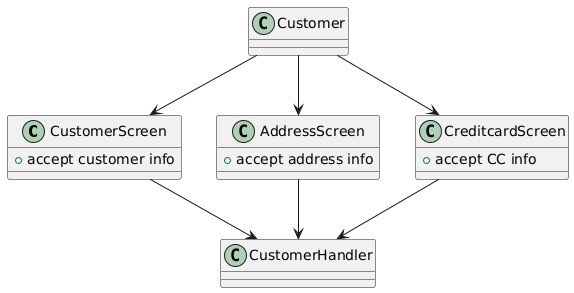 C Customer
C CustomerScreen
accept customer info
C AddressScreen
accept address info
C CreditcardScreen
accept CC info
C CustomerHandler